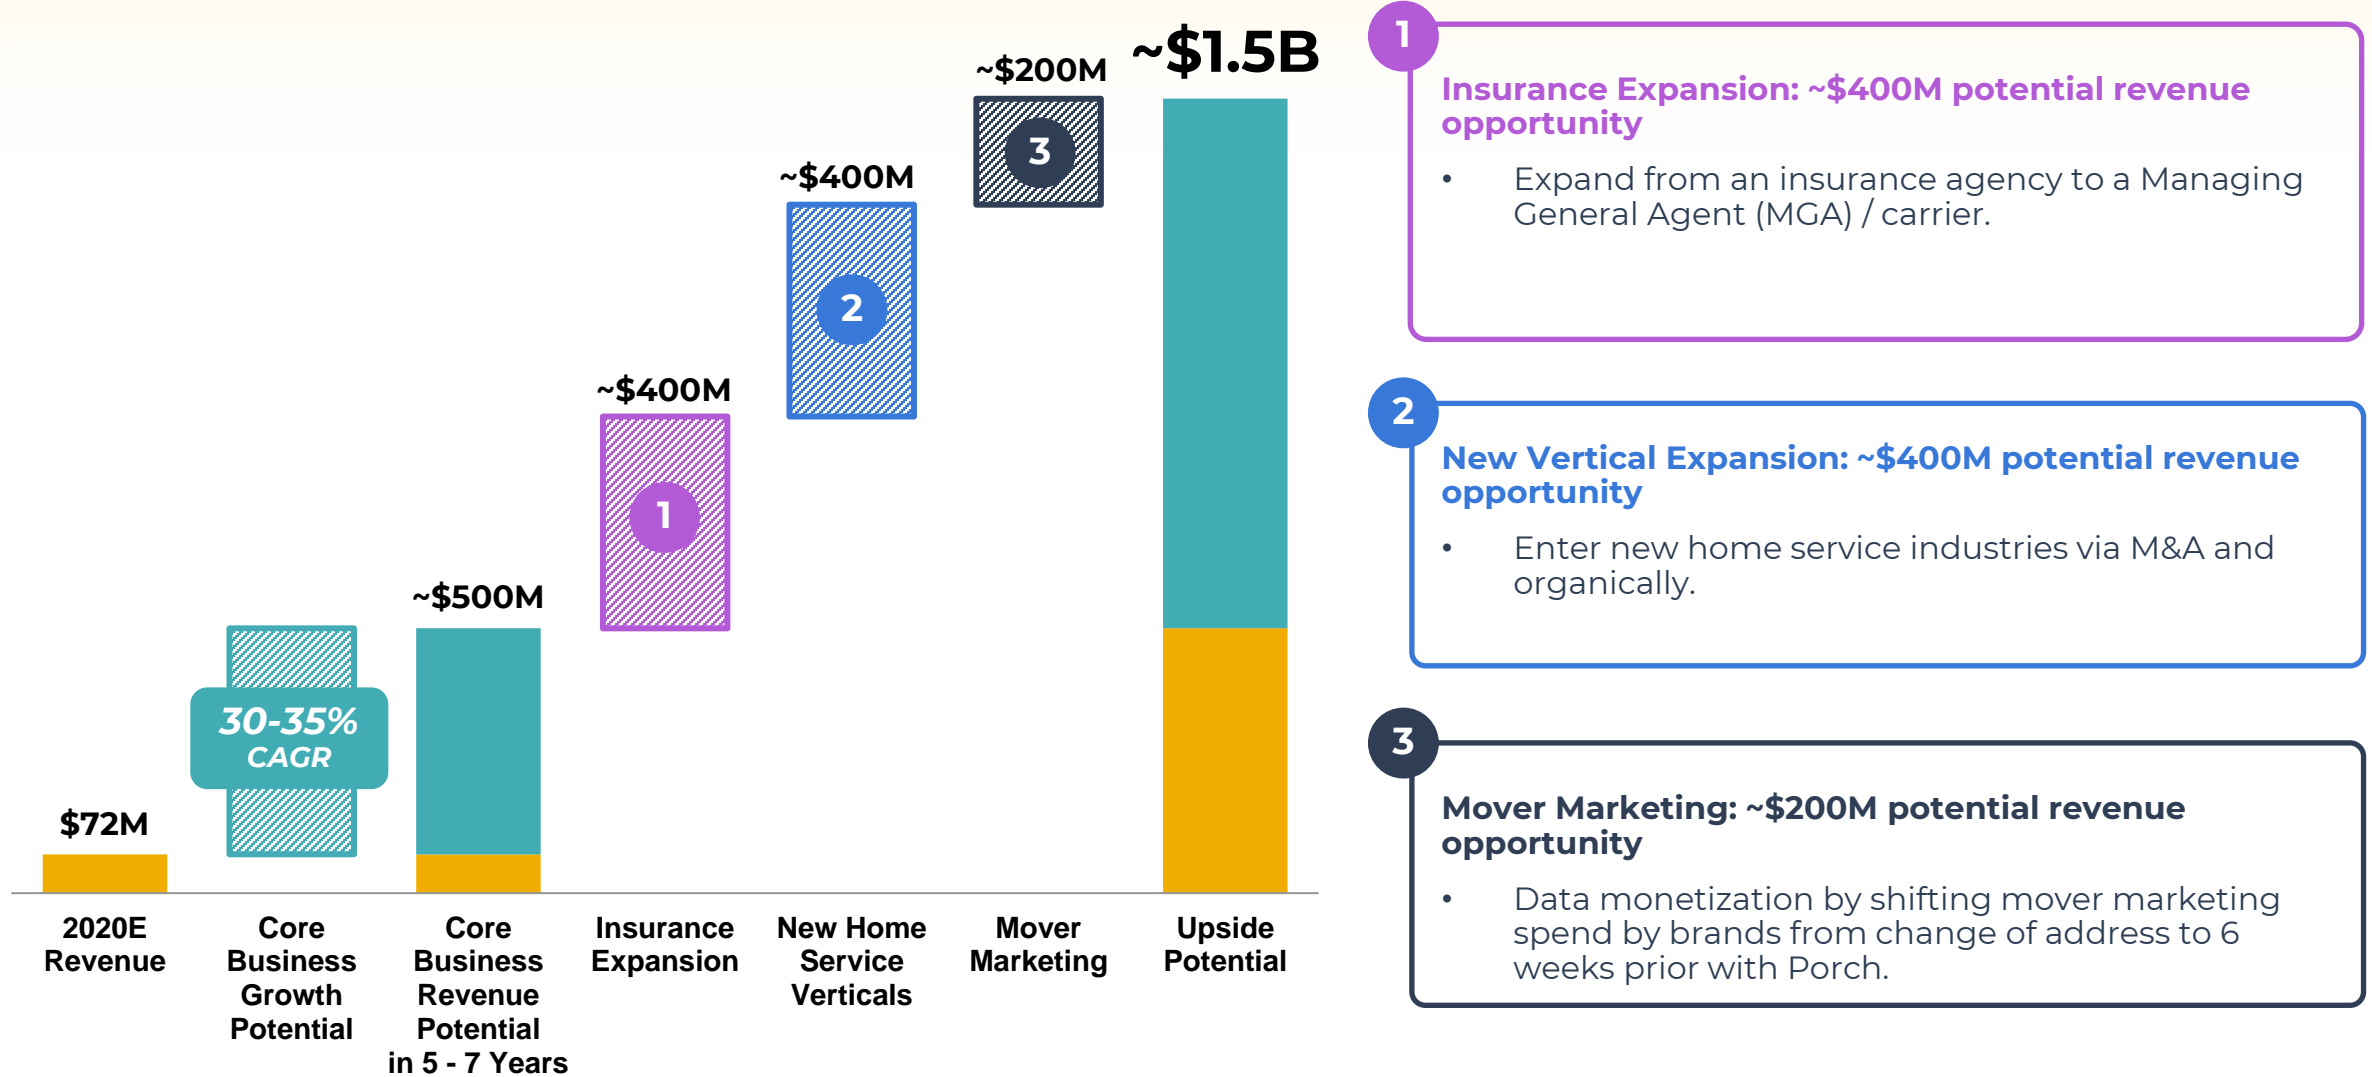 ~$1.5B
~$200M
3
~$400M
2
~$400M
1
~$500M
30-35%
CAGR
$72M
2020E
Revenue
Core
Business
Growth
Potential
Core
Business
Revenue
Potential
in 5 - 7 Years
Insurance
Expansion
New Home
Service
Verticals
Mover
Marketing
Upside
Potential
1
Insurance Expansion: ~$400M potential revenue
opportunity
• Expand from an insurance agency to a Managing
General Agent (MGA) / carrier.
2
New Vertical Expansion: ~$400M potential revenue
opportunity
• Enter new home service industries via M&A and
organically.
3
Mover Marketing: ~$200M potential revenue
opportunity
• Data monetization by shifting mover marketing
spend by brands from change of address to 6
weeks prior with Porch.